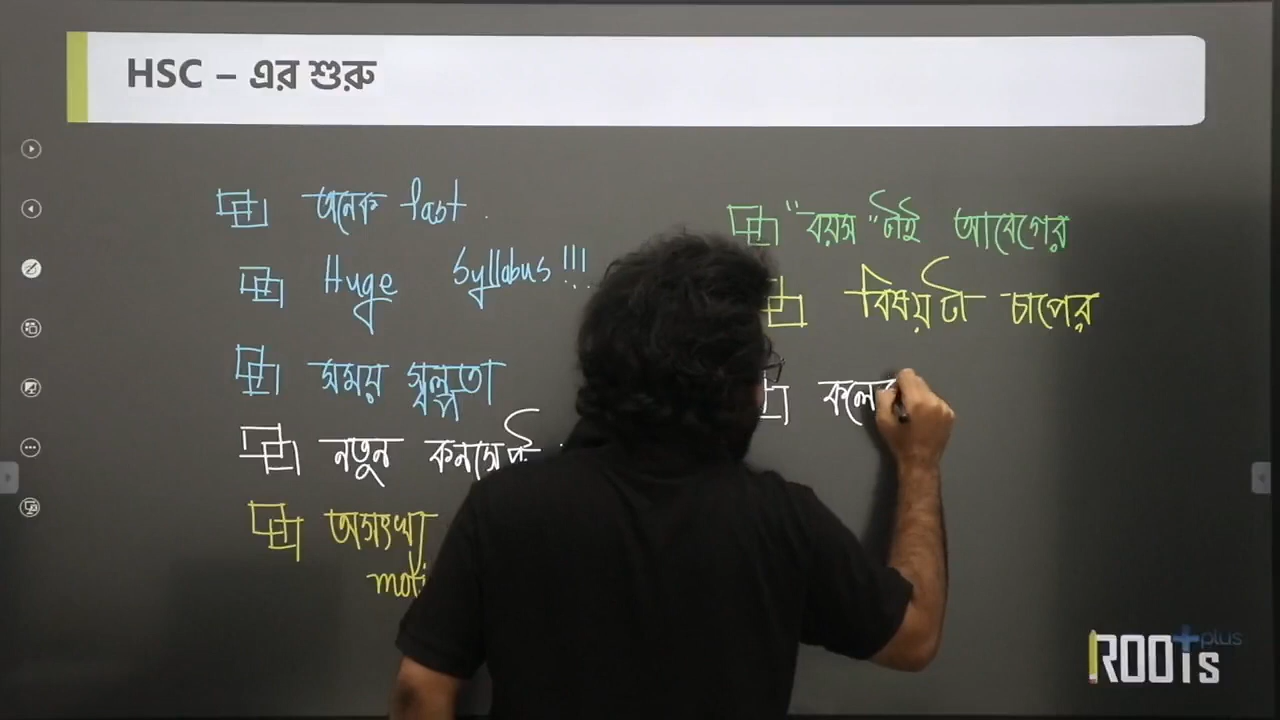 HSC – এর শুরু
অনেক fast
Huge Syllabus!!!
সময় স্বল্পতা
নতুন কনসেপ্ট
অসংখ্য
"বয়স" টাই আবেগের
বিষয়টা চাপের
ROOTs plus